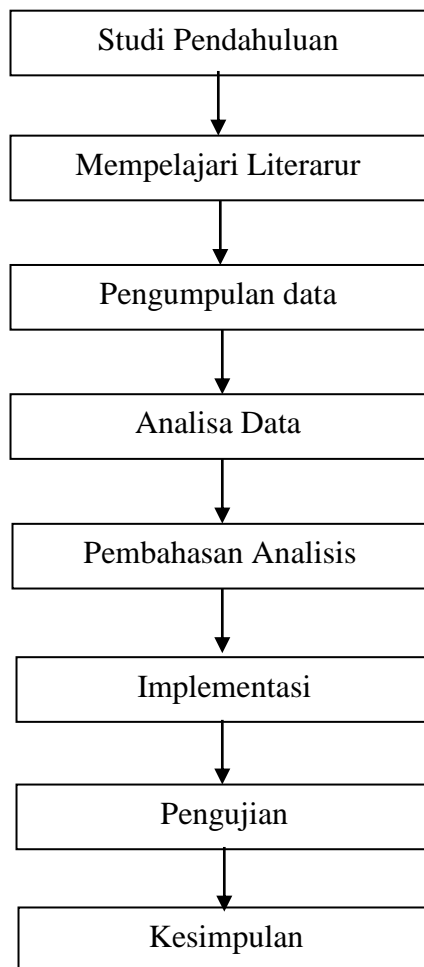 Studi Pendahuluan
Mempelajari Literarur
Pengumpulan data
Analisa Data
Pembahasan Analisis
Implementasi
Pengujian
Kesimpulan